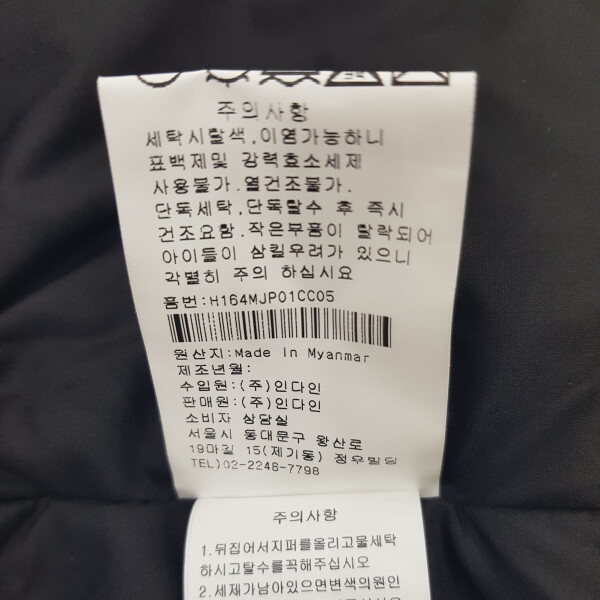 주의사항
세탁시탈색,이염가능하니
표백제및 강력효소세제
사용불가.열건조불가.
단독세탁,단독탈수 후 즉시
건조요함.작은부품이 탈락되어
아이들이 삼킬우려가 있으니
각별히 주의 하십시요
품번:H164MJP01CC05
원산지:Made In Myanmar
제조년월:
수입원:(주)인다인
판매원:(주)인다인
소비자 상담실
서울시 동대문구 왕산로
19마길 15(제기동) 정우빌딩
TEL)02-2248-7798
주의사항
1.뒤집어서지퍼를올리고물세탁
하시고탈수를꼭해주십시오
2.세제가남아있으면변색의원인